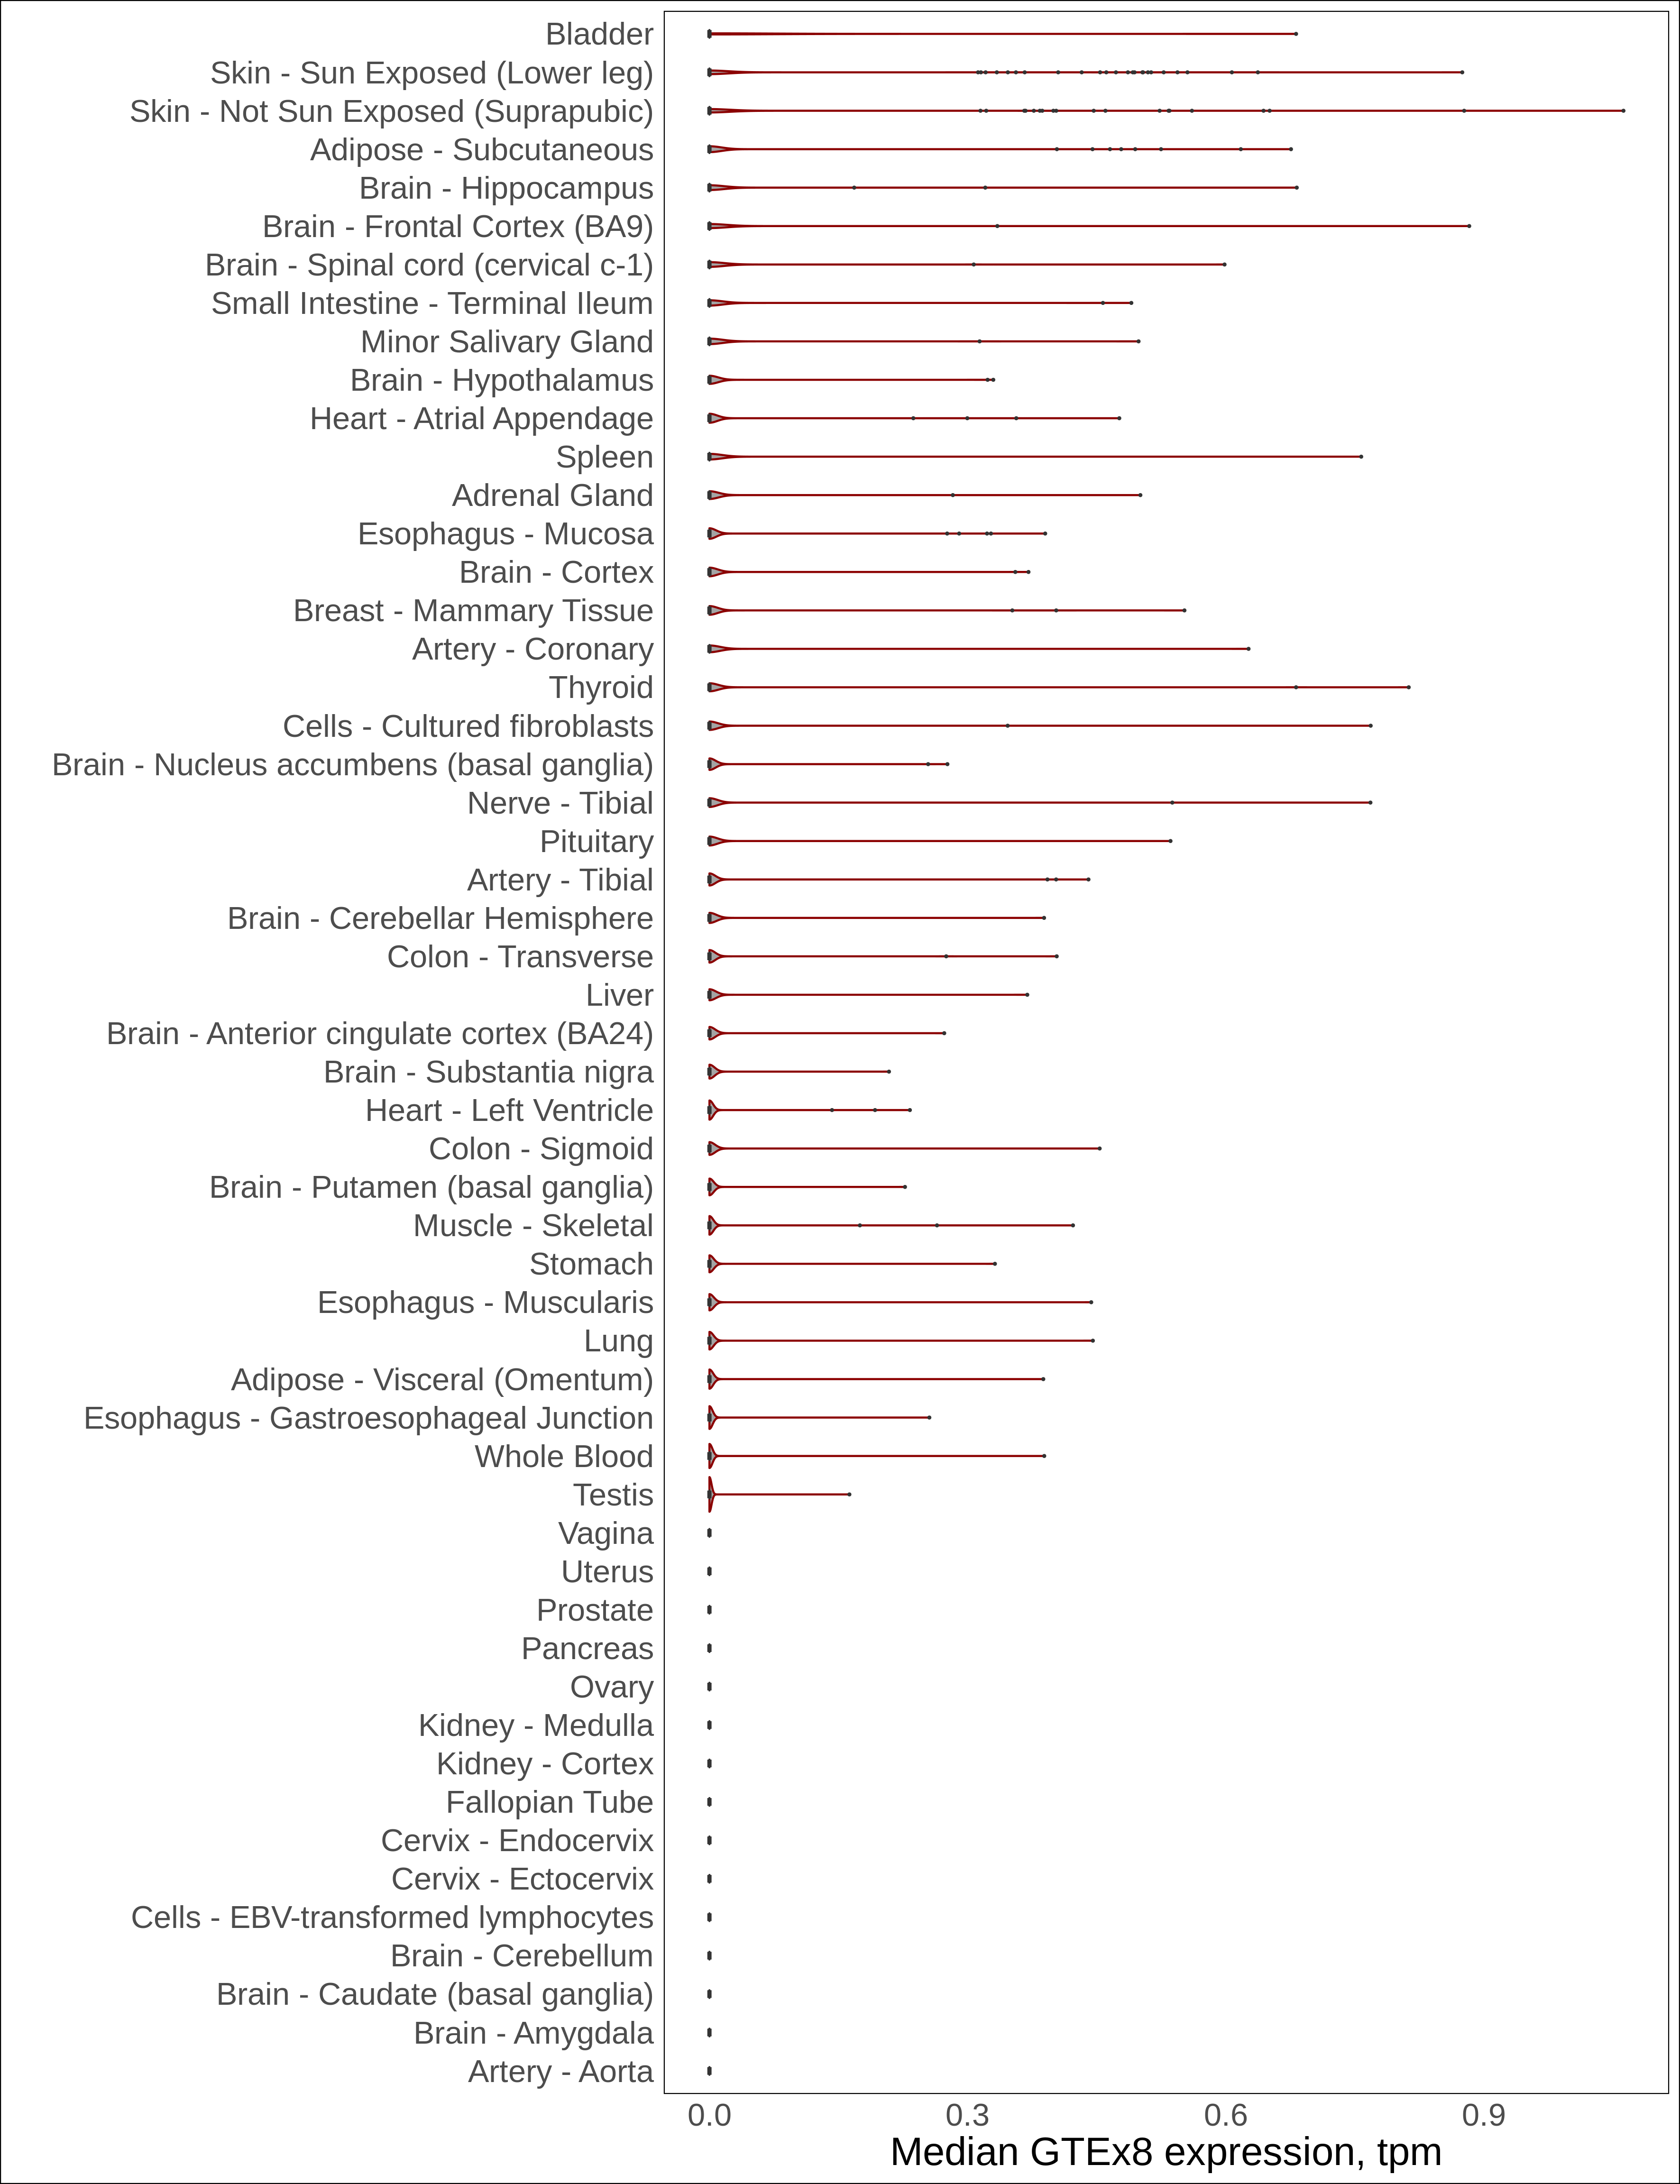 Bladder
Skin - Sun Exposed (Lower leg)
Skin - Not Sun Exposed (Suprapubic)
Adipose - Subcutaneous
Brain - Hippocampus
Brain - Frontal Cortex (BA9)
Brain - Spinal cord (cervical c-1)
Small Intestine - Terminal Ileum
Minor Salivary Gland
Brain - Hypothalamus
Heart - Atrial Appendage
Spleen
Adrenal Gland
Esophagus - Mucosa
Brain - Cortex
Breast - Mammary Tissue
Artery - Coronary
Thyroid
Cells - Cultured fibroblasts
Brain - Nucleus accumbens (basal ganglia)
Nerve - Tibial
Pituitary
Artery - Tibial
Brain - Cerebellar Hemisphere
Colon - Transverse
Liver
Brain - Anterior cingulate cortex (BA24)
Brain - Substantia nigra
Heart - Left Ventricle
Colon - Sigmoid
Brain - Putamen (basal ganglia)
Muscle - Skeletal
Stomach
Esophagus - Muscularis
Lung
Adipose - Visceral (Omentum)
Esophagus - Gastroesophageal Junction
Whole Blood
Testis
Vagina
Uterus
Prostate
Pancreas
Ovary
Kidney - Medulla
Kidney - Cortex
Fallopian Tube
Cervix - Endocervix
Cervix - Ectocervix
Cells - EBV-transformed lymphocytes
Brain - Cerebellum
Brain - Caudate (basal ganglia)
Brain - Amygdala
Artery - Aorta
0.0 0.3 0.6 0.9
Median GTEx8 expression, tpm